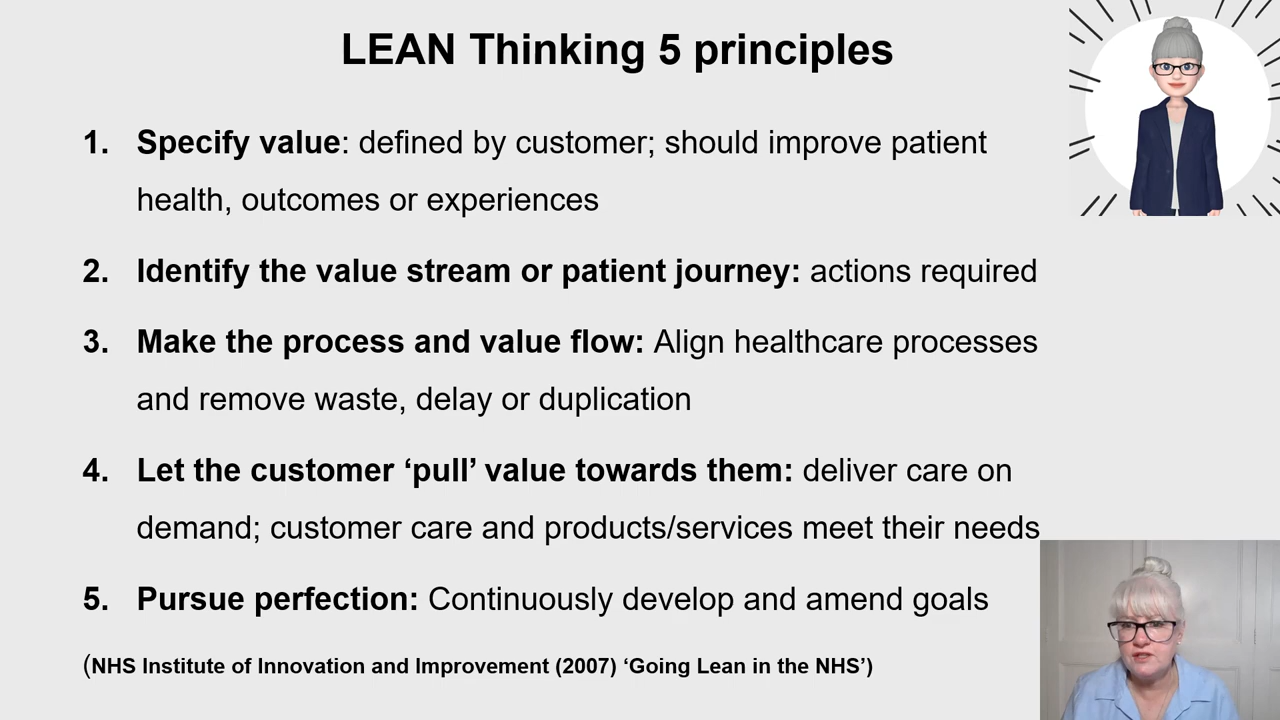 LEAN Thinking 5 principles
1. Specify value: defined by customer; should improve patient
health, outcomes or experiences
2. Identify the value stream or patient journey: actions required
3. Make the process and value flow: Align healthcare processes
and remove waste, delay or duplication
4. Let the customer ‘pull’ value towards them: deliver care on
demand; customer care and products/services meet their needs
5. Pursue perfection: Continuously develop and amend goals
(NHS Institute of Innovation and Improvement (2007) ‘Going Lean in the NHS’)